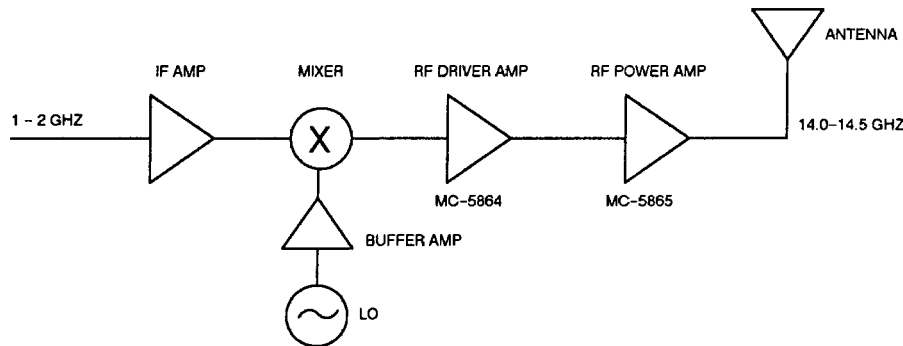 ANTENNA
IF AMP
MIXER
RF DRIVER AMP
RF POWER AMP
1 - 2 GHZ
X
14.0-14.5 GHZ
MC-5864
MC-5865
BUFFER AMP
LO